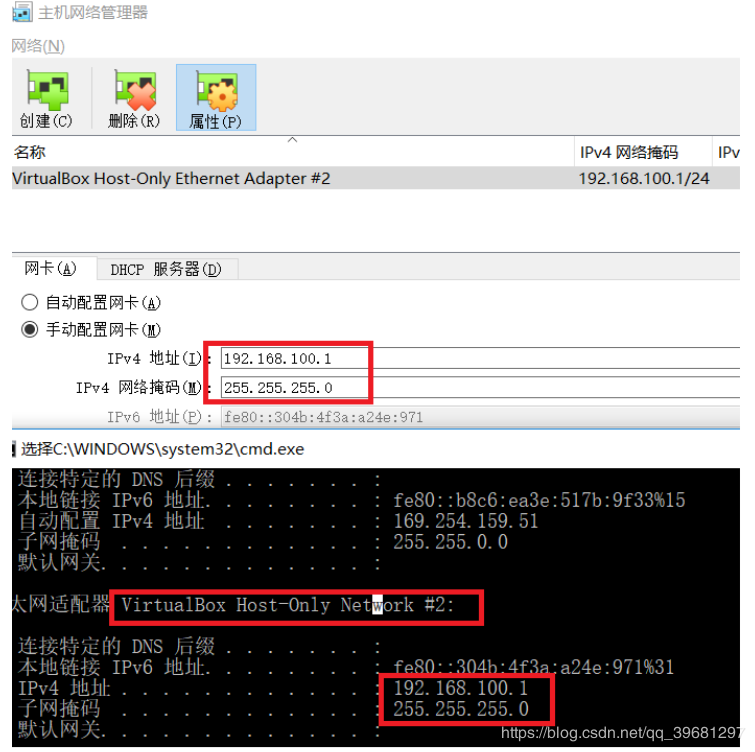 主机网络管理器
网络(N)
创建(C) 删除(R) 属性(P)
名称 IPv4 网络掩码 IPv
VirtualBox Host-Only Ethernet Adapter #2 192.168.100.1/24
网卡(A) DHCP 服务器(D)
自动配置网卡(A)
手动配置网卡(M)
IPv4 地址(I): 192.168.100.1
IPv4 网络掩码(M): 255.255.255.0
IPv6 地址(P): fe80::304b:4f3a:a24e:971
选择C:\WINDOWS\system32\cmd.exe
连接特定的 DNS 后缀 . . . . . . . :
本地链接 IPv6 地址. . . . . . . . : fe80::b8c6:ea3e:517b:9f33%15
自动配置 IPv4 地址 . . . . . . . : 169.254.159.51
子网掩码 . . . . . . . . . . . . : 255.255.0.0
默认网关. . . . . . . . . . . . . :
太网适配器 VirtualBox Host-Only Network #2:
连接特定的 DNS 后缀 . . . . . . . :
本地链接 IPv6 地址. . . . . . . . : fe80::304b:4f3a:a24e:971%31
IPv4 地址 . . . . . . . . . . . . : 192.168.100.1
子网掩码 . . . . . . . . . . . . : 255.255.255.0
默认网关. . . . . . . . . . . . . :
https://blog.csdn.net/qq_39681297